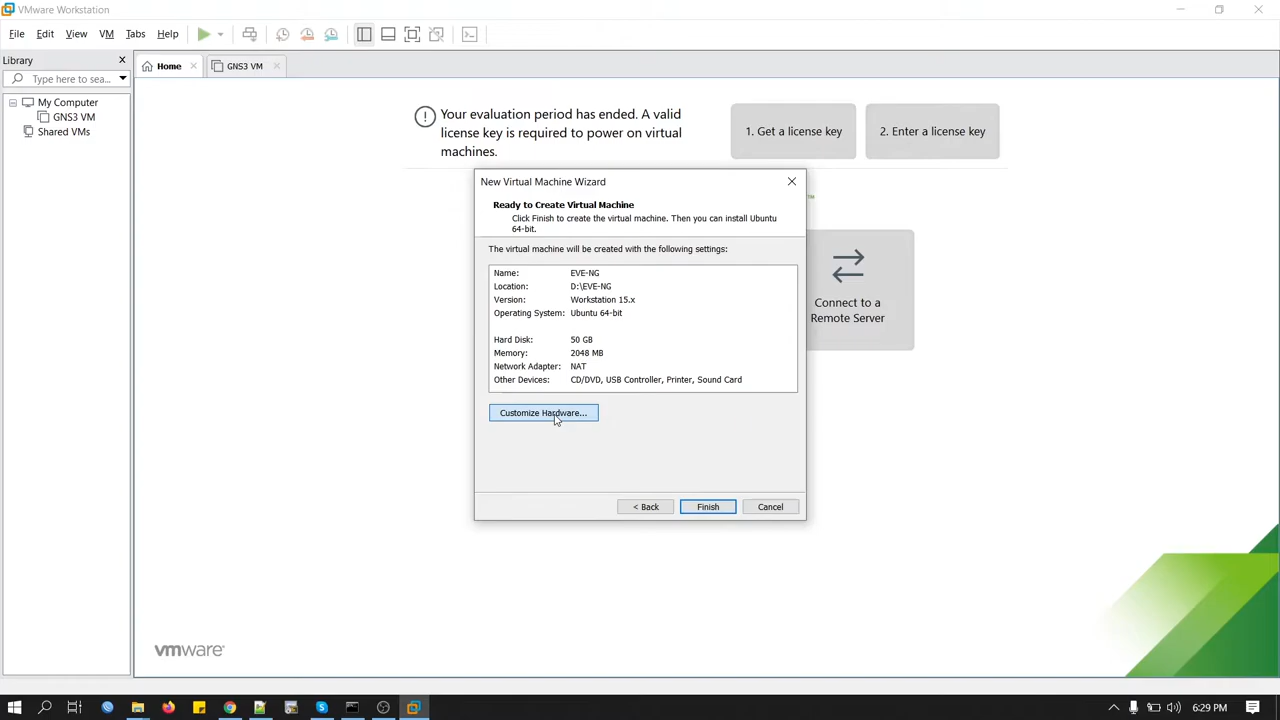 VMware Workstation
File Edit View VM Tabs Help
Library
Type here to sea...
My Computer
GNS3 VM
Shared VMs
Home
GNS3 VM
Your evaluation period has ended. A valid
license key is required to power on virtual
machines.
1. Get a license key
2. Enter a license key
TM
New Virtual Machine Wizard
Ready to Create Virtual Machine
Click Finish to create the virtual machine. Then you can install Ubuntu
64-bit.
The virtual machine will be created with the following settings:
Name: EVE-NG
Location: D:\EVE-NG
Version: Workstation 15.x
Operating System: Ubuntu 64-bit
Hard Disk: 50 GB
Memory: 2048 MB
Network Adapter: NAT
Other Devices: CD/DVD, USB Controller, Printer, Sound Card
Customize Hardware...
< Back
Finish
Cancel
Connect to a
Remote Server
vmware
6:29 PM